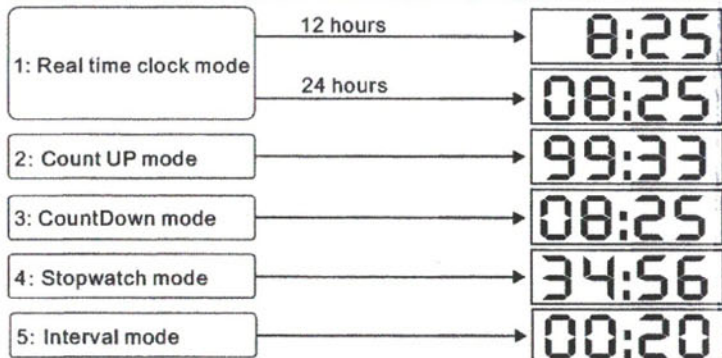 12 hours
8:25
1: Real time clock mode
24 hours
08:25
2: Count UP mode
99:33
3: CountDown mode
08:25
4: Stopwatch mode
34:56
5: Interval mode
00:20